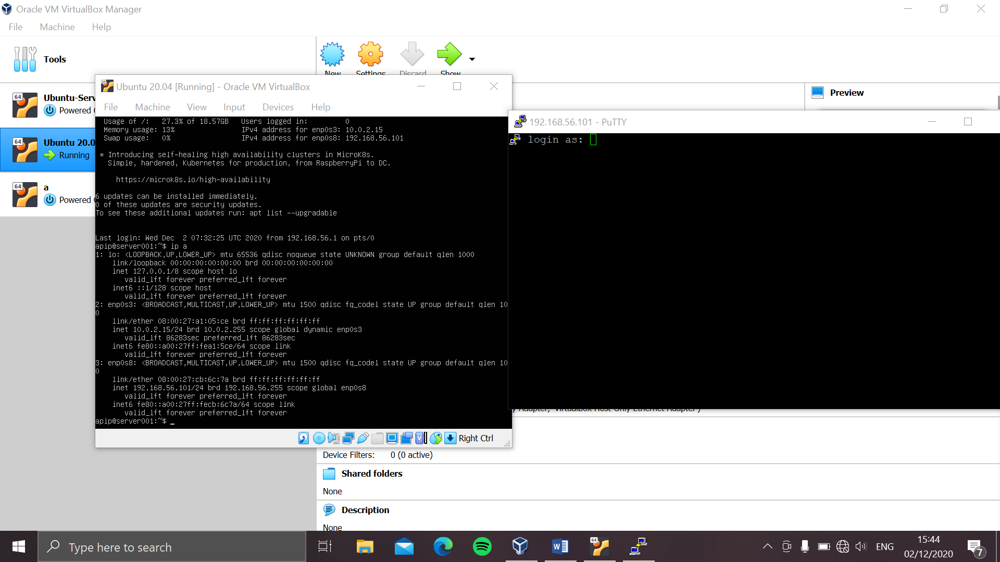 Oracle VM VirtualBox Manager
File Machine Help
Tools
New Settings Discard Show
64 Ubuntu-Serv
Powered
64 Ubuntu 20.0
Running
64 a
Powered
Preview
64 Ubuntu 20.04 [Running] - Oracle VM VirtualBox
File Machine View Input Devices Help
Usage of /: 27.3% of 18.57GB Users logged in: 0
Memory usage: 13% IPv4 address for enp0s3: 10.0.2.15
Swap usage: 0% IPv4 address for enp0s8: 192.168.56.101
* Introducing self-healing high availability clusters in MicroK8s.
Simple, hardened, Kubernetes for production, from RaspberryPi to DC.
https://microk8s.io/high-availability
6 updates can be installed immediately.
0 of these updates are security updates.
To see these additional updates run: apt list --upgradable
Last login: Wed Dec 2 07:32:25 UTC 2020 from 192.168.56.1 on pts/0
apip@server001:~$ ip a
1: lo: <LOOPBACK,UP,LOWER_UP> mtu 65536 qdisc noqueue state UNKNOWN group default qlen 1000
link/loopback 00:00:00:00:00:00 brd 00:00:00:00:00:00
inet 127.0.0.1/8 scope host lo
valid_lft forever preferred_lft forever
inet6 ::1/128 scope host
valid_lft forever preferred_lft forever
2: enp0s3: <BROADCAST,MULTICAST,UP,LOWER_UP> mtu 1500 qdisc fq_codel state UP group default qlen 10
0
link/ether 08:00:27:a1:05:ce brd ff:ff:ff:ff:ff:ff
inet 10.0.2.15/24 brd 10.0.2.255 scope global dynamic enp0s3
valid_lft 86283sec preferred_lft 86283sec
inet6 fe80::a00:27ff:fea1:5ce/64 scope link
valid_lft forever preferred_lft forever
3: enp0s8: <BROADCAST,MULTICAST,UP,LOWER_UP> mtu 1500 qdisc fq_codel state UP group default qlen 10
0
link/ether 08:00:27:cb:6c:7a brd ff:ff:ff:ff:ff:ff
inet 192.168.56.101/24 brd 192.168.56.255 scope global enp0s8
valid_lft forever preferred_lft forever
inet6 fe80::a00:27ff:fecb:6c7a/64 scope link
valid_lft forever preferred_lft forever
apip@server001:~$ _
Right Ctrl
192.168.56.101 - PuTTY
login as:
y Adapter, 'VirtualBox Host-Only Ethernet Adapter')
Device Filters: 0 (0 active)
Shared folders
None
Description
None
Type here to search
ENG
15:44
02/12/2020
7